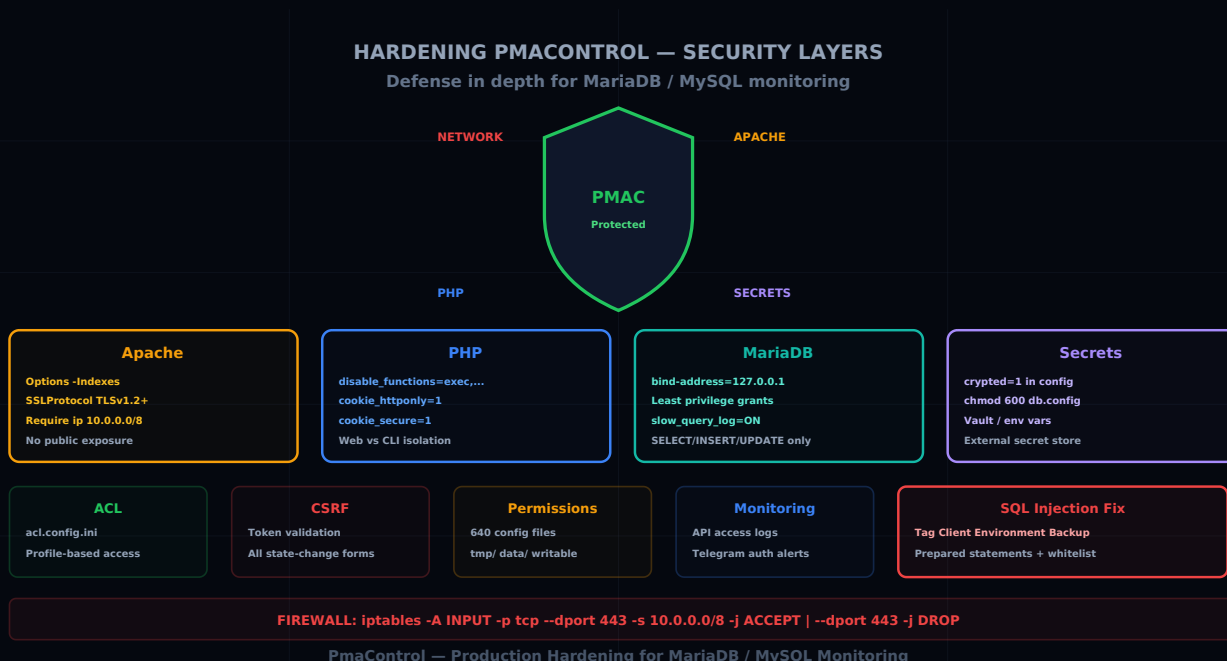 HARDENING PMACONTROL — SECURITY LAYERS
Defense in depth for MariaDB / MySQL monitoring
NETWORK
APACHE
PMAC
Protected
PHP
SECRETS
Apache
Options -Indexes
SSLProtocol TLSv1.2+
Require ip 10.0.0.0/8
No public exposure
PHP
disable_functions=exec,...
cookie_httponly=1
cookie_secure=1
Web vs CLI isolation
MariaDB
bind-address=127.0.0.1
Least privilege grants
slow_query_log=ON
SELECT/INSERT/UPDATE only
Secrets
crypted=1 in config
chmod 600 db.config
Vault / env vars
External secret store
ACL
acl.config.ini
Profile-based access
CSRF
Token validation
All state-change forms
Permissions
640 config files
tmp/ data/ writable
Monitoring
API access logs
Telegram auth alerts
SQL Injection Fix
Tag Client Environment Backup
Prepared statements + whitelist
FIREWALL: iptables -A INPUT -p tcp --dport 443 -s 10.0.0.0/8 -j ACCEPT | --dport 443 -j DROP
PmaControl — Production Hardening for MariaDB / MySQL Monitoring